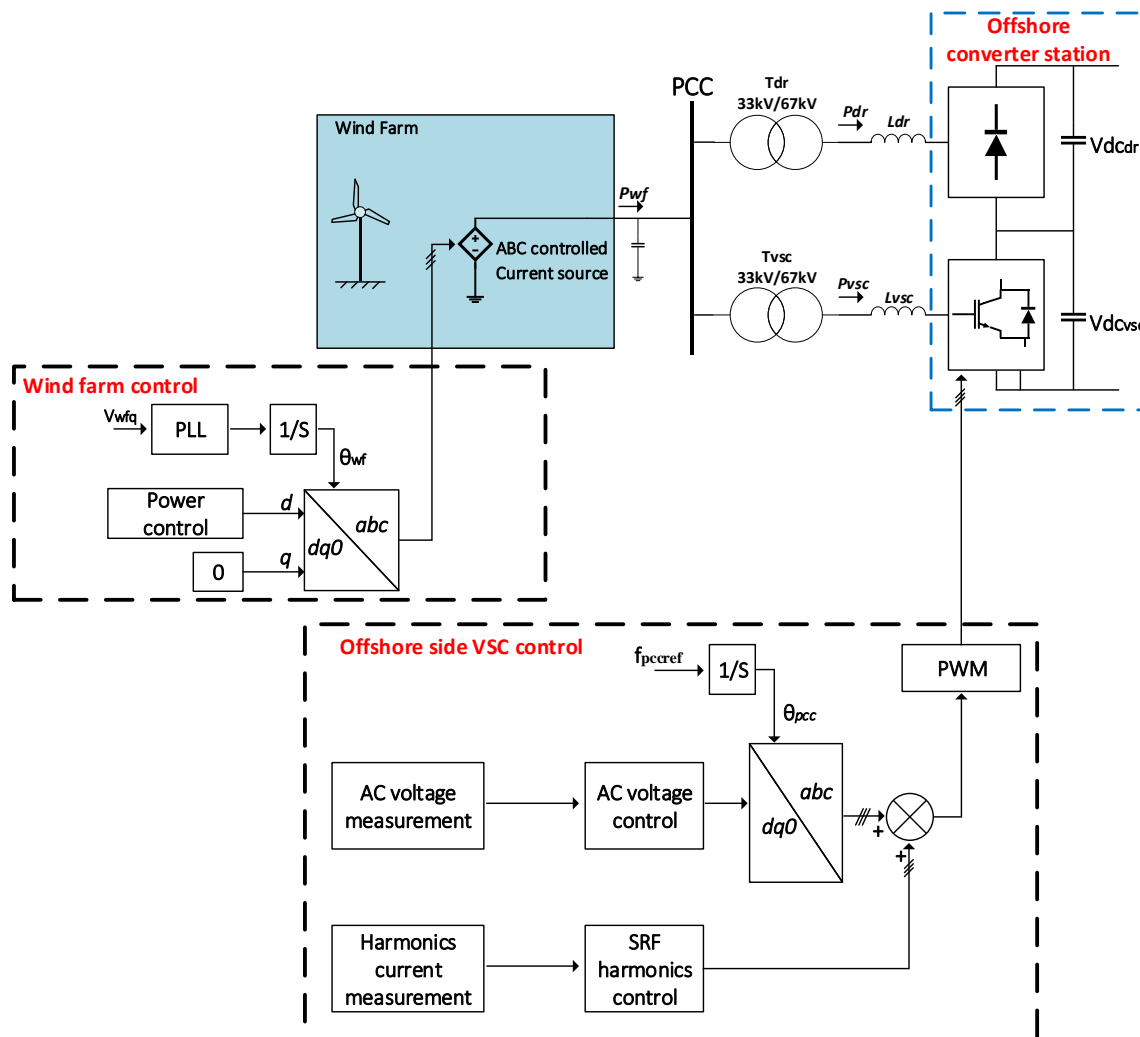 Offshore
converter station
Tdr
33kV/67kV
PCC
Pdr
Ldr
Wind Farm
Vdcdr
Pwf
ABC controlled
Current source
Tvsc
33kV/67kV
Pvsc
Lvsc
Vdcvsc
Wind farm control
Vwfq
PLL
1/S
θwf
Power
control
d
abc
dq0
0
q
Offshore side VSC control
fpccref
1/S
PWM
θpcc
AC voltage
measurement
AC voltage
control
abc
dq0
+
+
Harmonics
current
measurement
SRF
harmonics
control